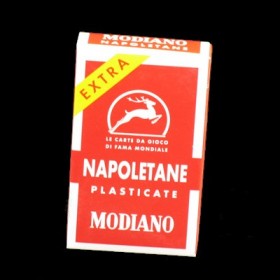 MODIANO
NAPOLETANE
EXTRA
LE CARTE DA GIOCO
DI FAMA MONDIALE
NAPOLETANE
PLASTICATE
MODIANO